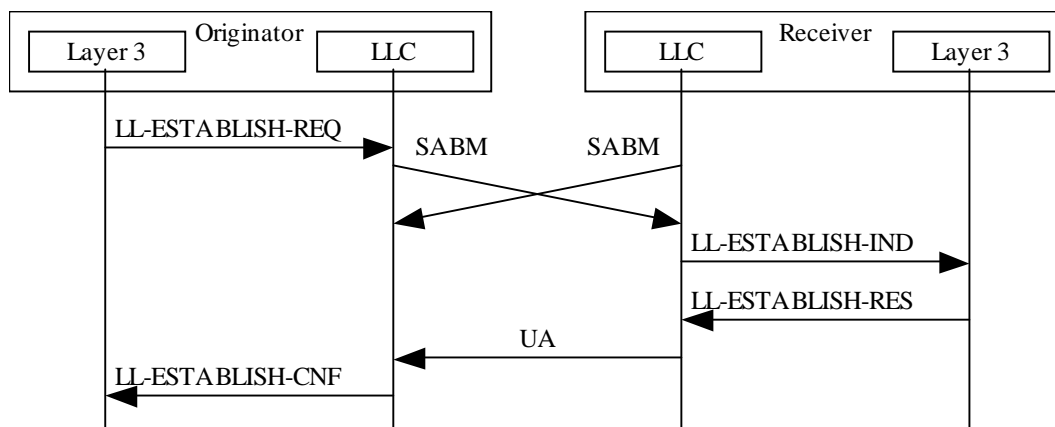 Originator
Receiver
Layer 3
LLC
LLC
Layer 3
LL-ESTABLISH-REQ
SABM
SABM
LL-ESTABLISH-IND
LL-ESTABLISH-RES
UA
LL-ESTABLISH-CNF